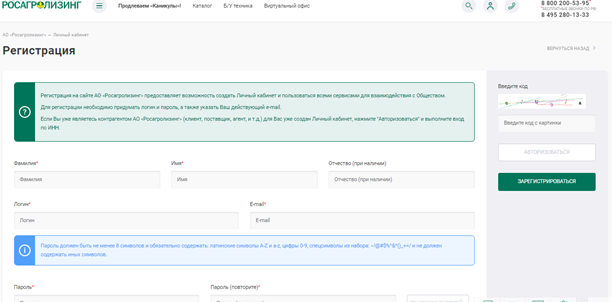 РОСАГРОЛИЗИНГ
Продлеваем «Каникулы»!
Каталог
Б/У техника
Виртуальный офис
8 800 200-53-95*
*БЕСПЛАТНЫЕ ЗВОНКИ ПО РФ
8 495 280-13-33
АО «Росагролизинг» — Личный кабинет
Регистрация
ВЕРНУТЬСЯ НАЗАД
Регистрация на сайте АО «Росагролизинг» предоставляет возможность создать Личный кабинет и пользоваться всеми сервисами для взаимодействия с Обществом.
Для регистрации необходимо придумать логин и пароль, а также указать Ваш действующий e-mail.
Если Вы уже являетесь контрагентом АО «Росагролизинг» (клиент, поставщик, агент, и т.д.) для Вас уже создан Личный кабинет, нажмите "Авторизоваться" и выполните вход
по ИНН.
Введите код
Введите код с картинки
АВТОРИЗОВАТЬСЯ
ЗАРЕГИСТРИРОВАТЬСЯ
Фамилия*
Имя*
Отчество (при наличии)
Фамилия
Имя
Отчество (при наличии)
Логин*
E-mail*
Логин
E-mail
Пароль должен быть не менее 8 символов и обязательно содержать: латинские символы A-Z и a-z, цифры 0-9, спецсимволы из набора: ~!@#$%^&*()_+=/ и не должен
содержать иных символов.
Пароль*
Пароль (повторите)*